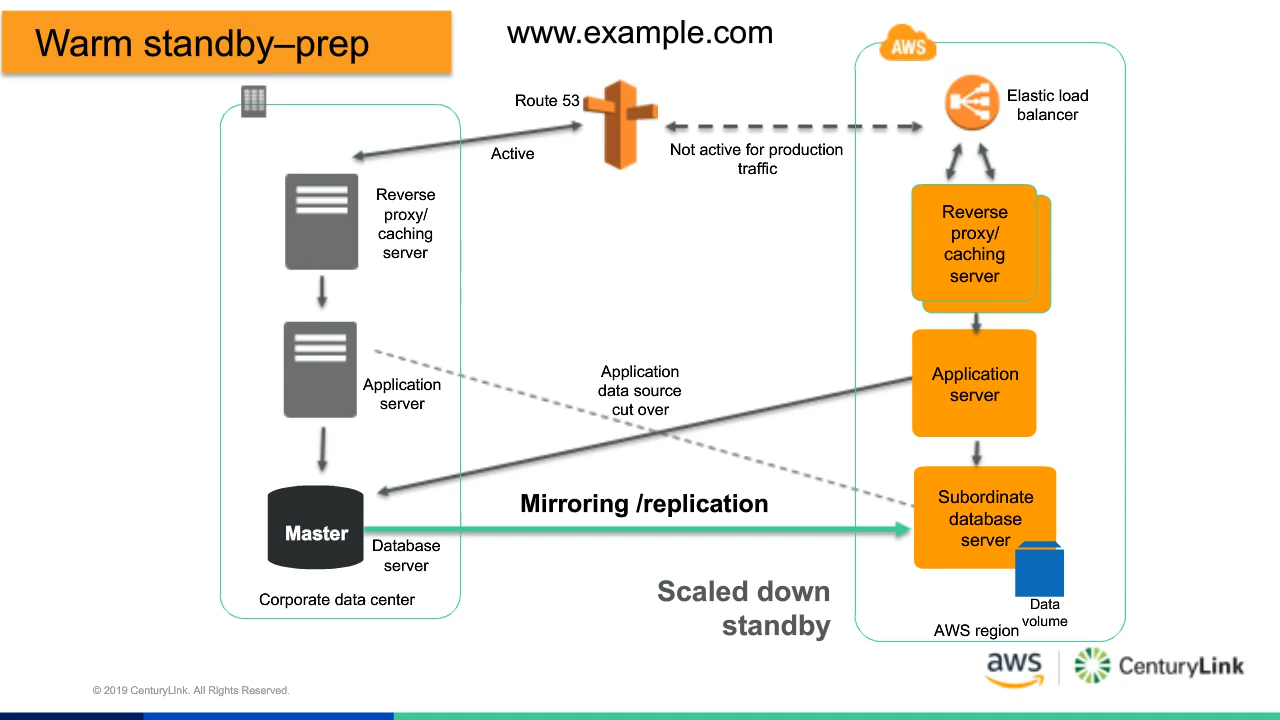 Warm standby–prep
www.example.com
AWS
Route 53
Elastic load
balancer
Active
Not active for production
traffic
Reverse
proxy/
caching
server
Reverse
proxy/
caching
server
Application
server
Application
data source
cut over
Application
server
Mirroring /replication
Master
Database
server
Subordinate
database
server
Corporate data center
Scaled down
standby
Data
volume
AWS region
aws
CenturyLink
© 2019 CenturyLink. All Rights Reserved.